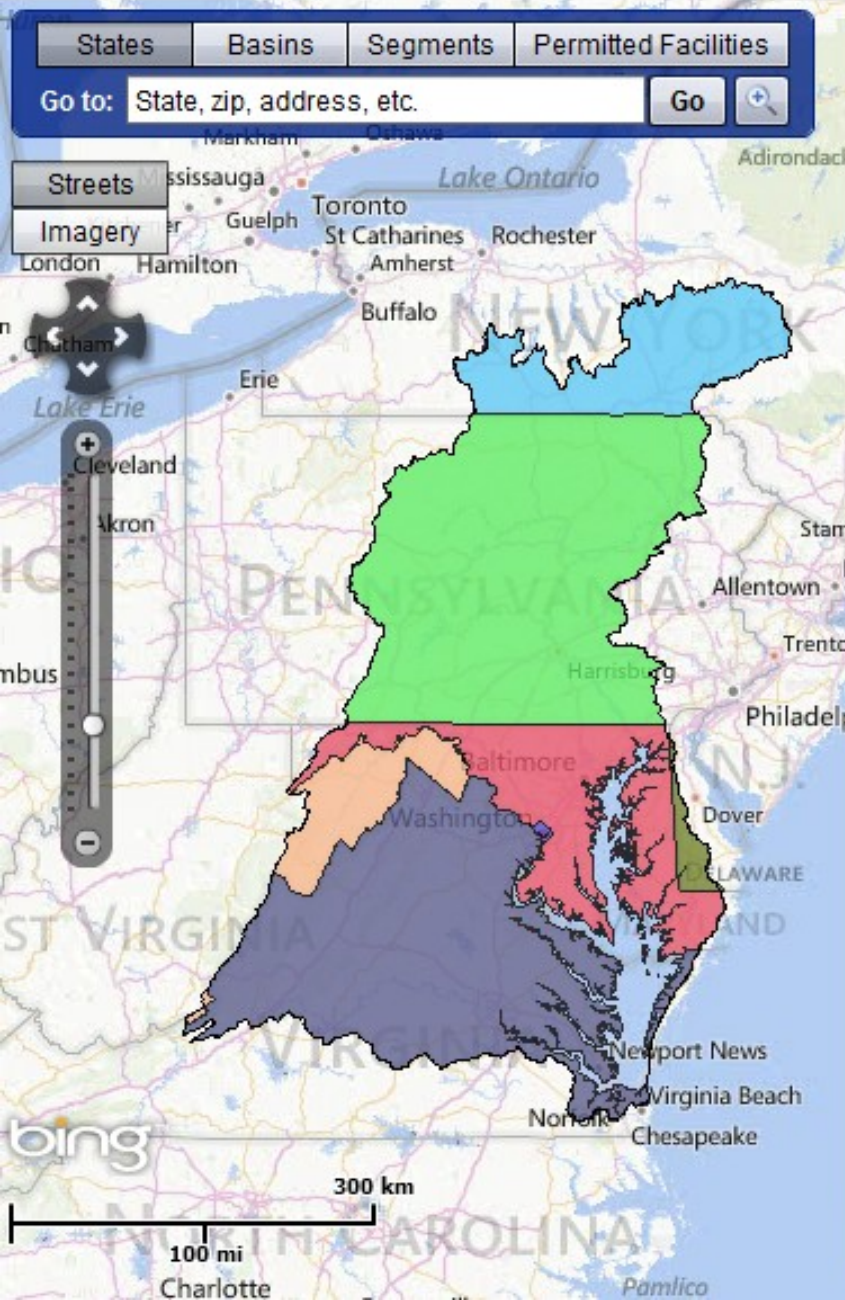 States Basins Segments Permitted Facilities
Go to: State, zip, address, etc. Go
Markham Oshawa
Adirondack
Streets
Mississauga
Lake Ontario
Toronto
Imagery
Guelph
St Catharines
Rochester
London
Hamilton
Amherst
Buffalo
NEW YORK
Chatham
Erie
Lake Erie
Cleveland
Akron
Stam
PENNSYLVANIA
Allentown
Trento
mbus
Harrisburg
Philadelp
Baltimore
N.J.
Washington
Dover
DELAWARE
ST VIRGINIA
MARYLAND
VIRGINIA
Newport News
Virginia Beach
Norfolk
bing
Chesapeake
300 km
NORTH CAROLINA
100 mi
Charlotte
Pamlico